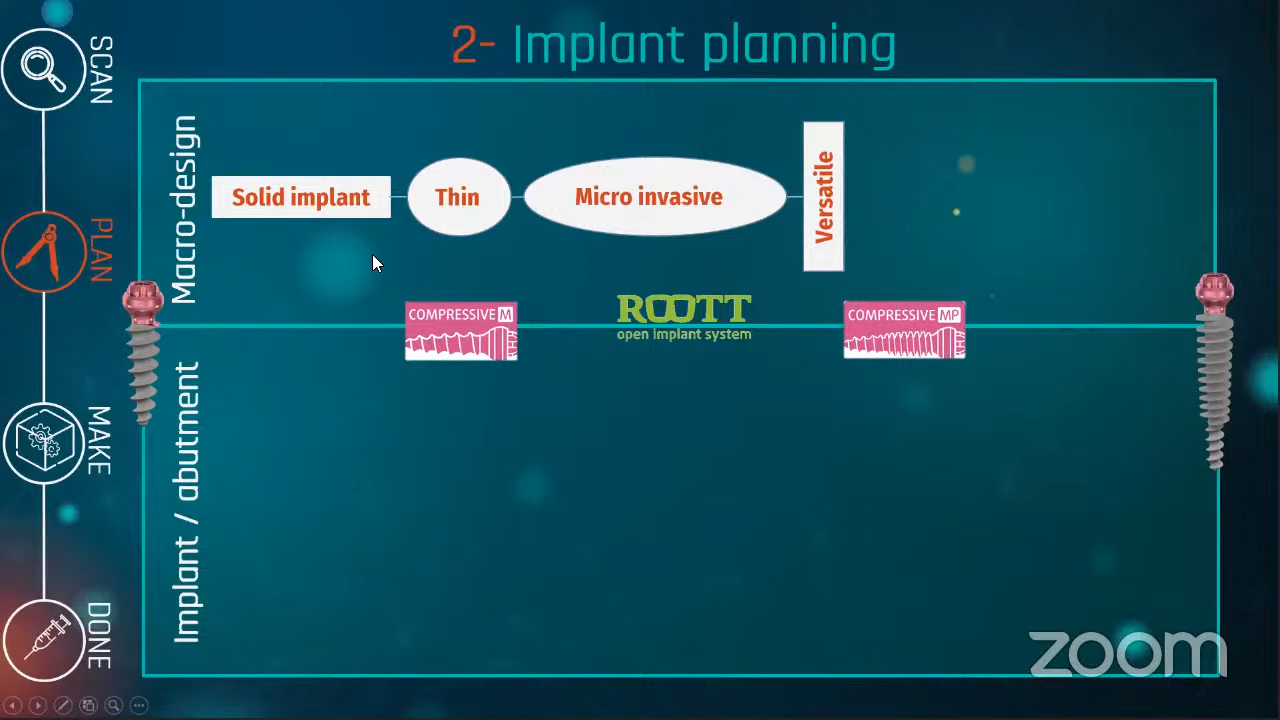 2- Implant planning
SCAN
PLAN
MAKE
DONE
Macro-design
Solid implant
Thin
Micro invasive
Versatile
COMPRESSIVE M
ROOTT
open implant system
COMPRESSIVE MP
Implant / abutment
zoom